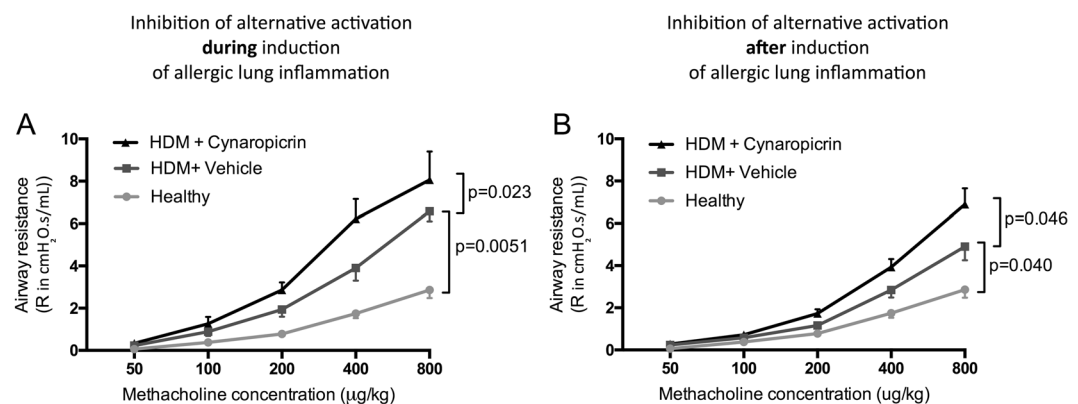 Inhibition of alternative activation
during induction
of allergic lung inflammation
Inhibition of alternative activation
after induction
of allergic lung inflammation
A
HDM + Cynaropicrin
HDM+ Vehicle
Healthy
Airway resistance
(R in cmH2O.s/mL))
10
8
6
4
2
0
50 100 200 400 800
Methacholine concentration (µg/kg)
p=0.023
p=0.0051
B
HDM + Cynaropicrin
HDM+ Vehicle
Healthy
Airway resistance
(R in cmH2O.s/mL))
10
8
6
4
2
0
50 100 200 400 800
Methacholine concentration (ug/kg)
p=0.046
p=0.040